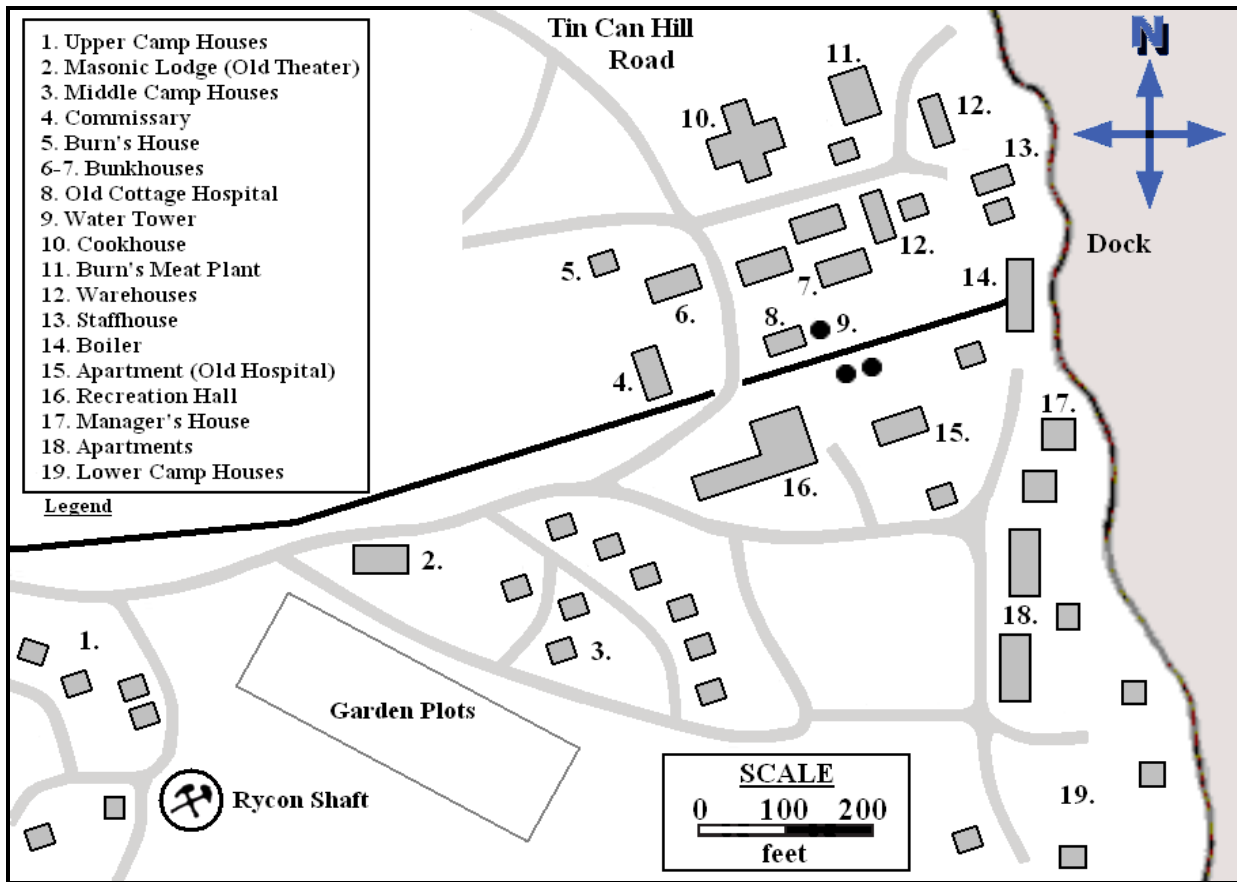 Tin Can Hill
Road
N
1. Upper Camp Houses
2. Masonic Lodge (Old Theater)
3. Middle Camp Houses
4. Commissary
5. Burn's House
6-7. Bunkhouses
8. Old Cottage Hospital
9. Water Tower
10. Cookhouse
11. Burn's Meat Plant
12. Warehouses
13. Staffhouse
14. Boiler
15. Apartment (Old Hospital)
16. Recreation Hall
17. Manager's House
18. Apartments
19. Lower Camp Houses
Legend
11.
10.
12.
13.
12.
Dock
5.
7.
14.
6.
8.
9.
4.
17.
15.
16.
2.
18.
1.
3.
Garden Plots
Rycon Shaft
SCALE
0 100 200
feet
19.